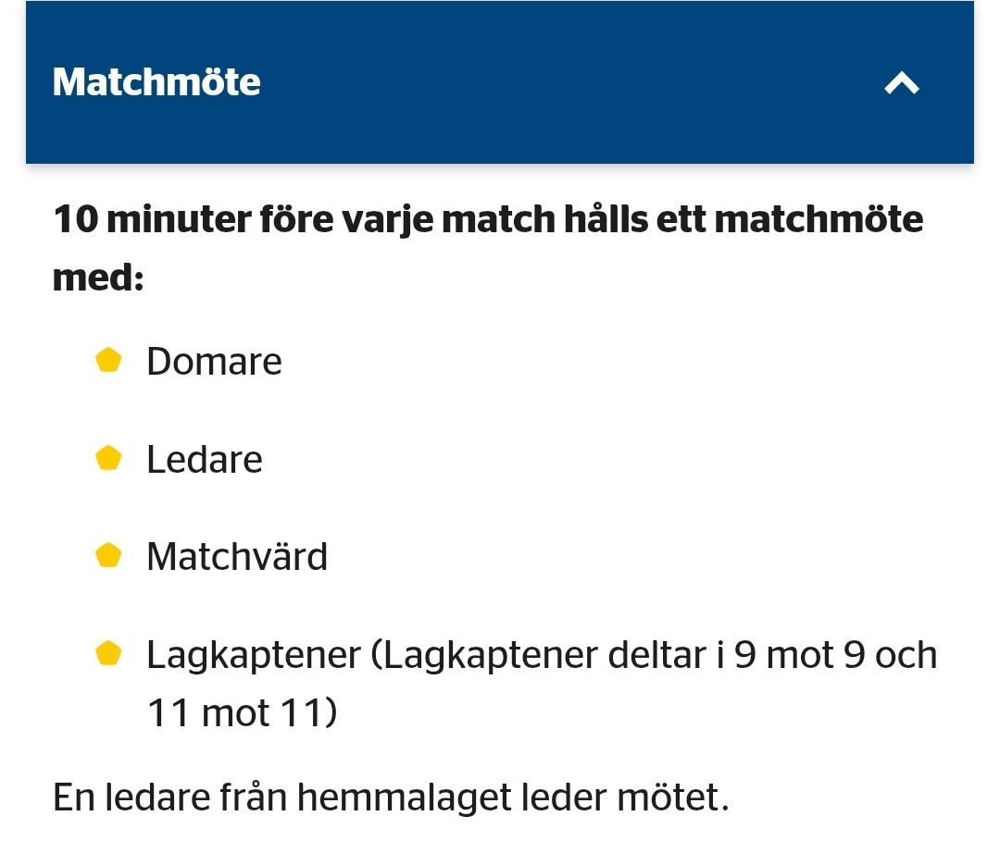 Matchmöte
10 minuter före varje match hålls ett matchmöte
med:
Domare
Ledare
Matchvärd
Lagkaptener (Lagkaptener deltar i 9 mot 9 och
11 mot 11)
En ledare från hemmalaget leder mötet.